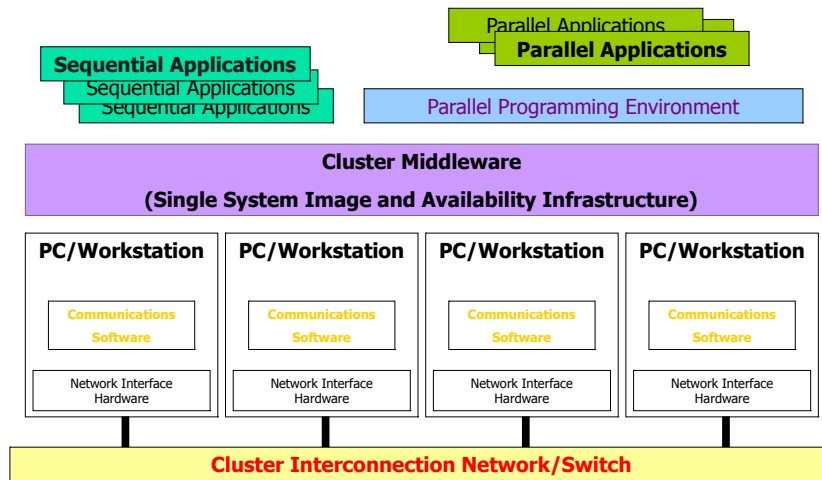 Parallel Applications
Parallel Applications
Sequential Applications
Sequential Applications
Sequential Applications
Parallel Programming Environment
Cluster Middleware
(Single System Image and Availability Infrastructure)
PC/Workstation
PC/Workstation
PC/Workstation
PC/Workstation
Communications
Software
Communications
Software
Communications
Software
Communications
Software
Network Interface
Hardware
Network Interface
Hardware
Network Interface
Hardware
Network Interface
Hardware
Cluster Interconnection Network/Switch